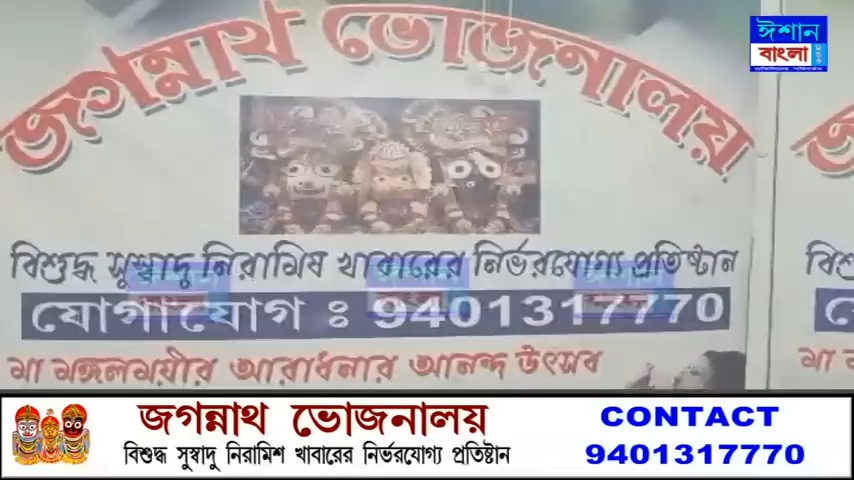 জগন্নাথ ভোজনালয়
ঈশান
বাংলা
বিশুদ্ধ সুস্বাদু নিরামিষ খাবারের নির্ভরযোগ্য প্রতিষ্টান
যোগাযোগ : 9401317770
মা মঙ্গলময়ীর আরাধনার আনন্দ উৎসব
জগন্নাথ ভোজনালয়
বিশুদ্ধ সুস্বাদু নিরামিশ খাবারের নির্ভরযোগ্য প্রতিষ্টান
CONTACT
9401317770